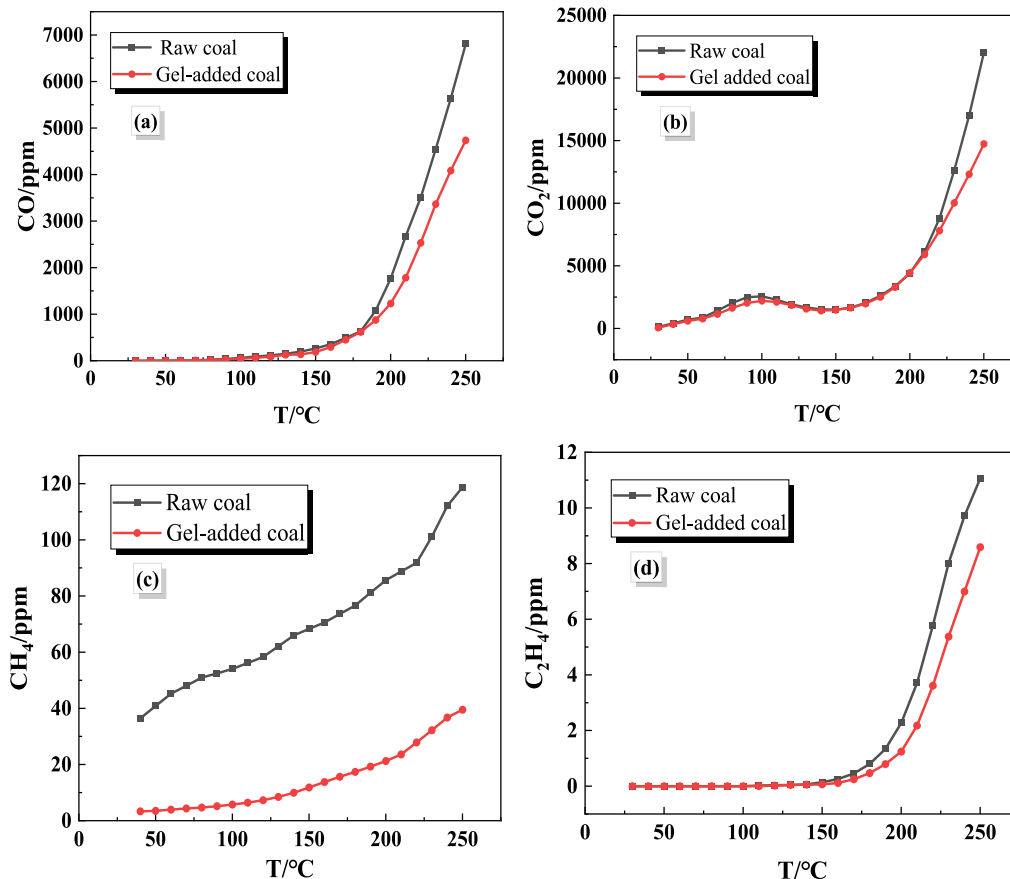 CO/ppm
7000
6000
5000
4000
3000
2000
1000
0
Raw coal
Gel-added coal
(a)
0 50 100 150 200 250
T/°C
CO₂/ppm
25000
20000
15000
10000
5000
0
Raw coal
Gel added coal
(b)
0 50 100 150 200 250
T/°C
CH₄/ppm
120
100
80
60
40
20
0
Raw coal
Gel-added coal
(c)
0 50 100 150 200 250
T/°C
C₂H₄/ppm
12
10
8
6
4
2
0
Raw coal
Gel-added coal
(d)
0 50 100 150 200 250
T/°C